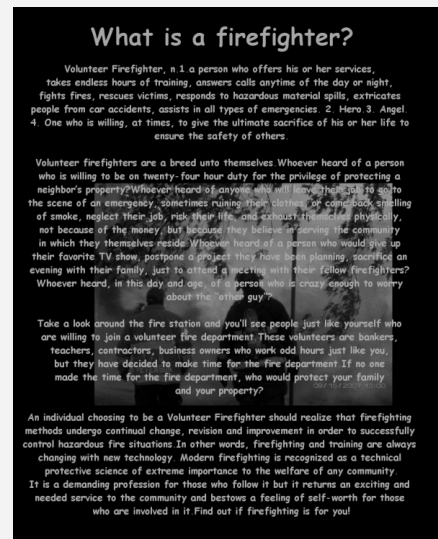 What is a firefighter?
Volunteer Firefighter, n.1.a person who offers his or her services,
takes endless hours of training, answers calls anytime of the day or night,
fights fires, rescues victims, responds to hazardous material spills, extricates
people from car accidents, assists in all types of emergencies. 2. Hero.3. Angel.
4. One who is willing, at times, to give the ultimate sacrifice of his or her life to
ensure the safety of others.
Volunteer firefighters are a breed unto themselves.Whoever heard of a person
who is willing to be on twenty-four hour duty for the privilege of protecting a
neighbor's property?Whoever heard of anyone who will leave their job to go to
the scene of an emergency, sometimes ruining their clothes, or come back smelling
of smoke, neglect their job, risk their life, and exhaust themselves physically,
not because of the money, but because they believe in serving the community
in which they themselves reside.Whoever heard of a person who would give up
their favorite TV show, postpone a project they have been planning, sacrifice an
evening with their family, just to attend a meeting with their fellow firefighters?
Whoever heard, in this day and age, of a person who is crazy enough to worry
about the "other guy"?
Take a look around the fire station and you'll see people just like yourself who
are willing to join a volunteer fire department.These volunteers are bankers,
teachers, contractors, business owners who work odd hours just like you,
but they have decided to make time for the fire department.If no one
made the time for the fire department, who would protect your family
and your property?
An individual choosing to be a Volunteer Firefighter should realize that firefighting
methods undergo continual change, revision and improvement in order to successfully
control hazardous fire situations.In other words, firefighting and training are always
changing with new technology. Modern firefighting is recognized as a technical
protective science of extreme importance to the welfare of any community.
It is a demanding profession for those who follow it but it returns an exciting and
needed service to the community and bestows a feeling of self-worth for those
who are involved in it.Find out if firefighting is for you!